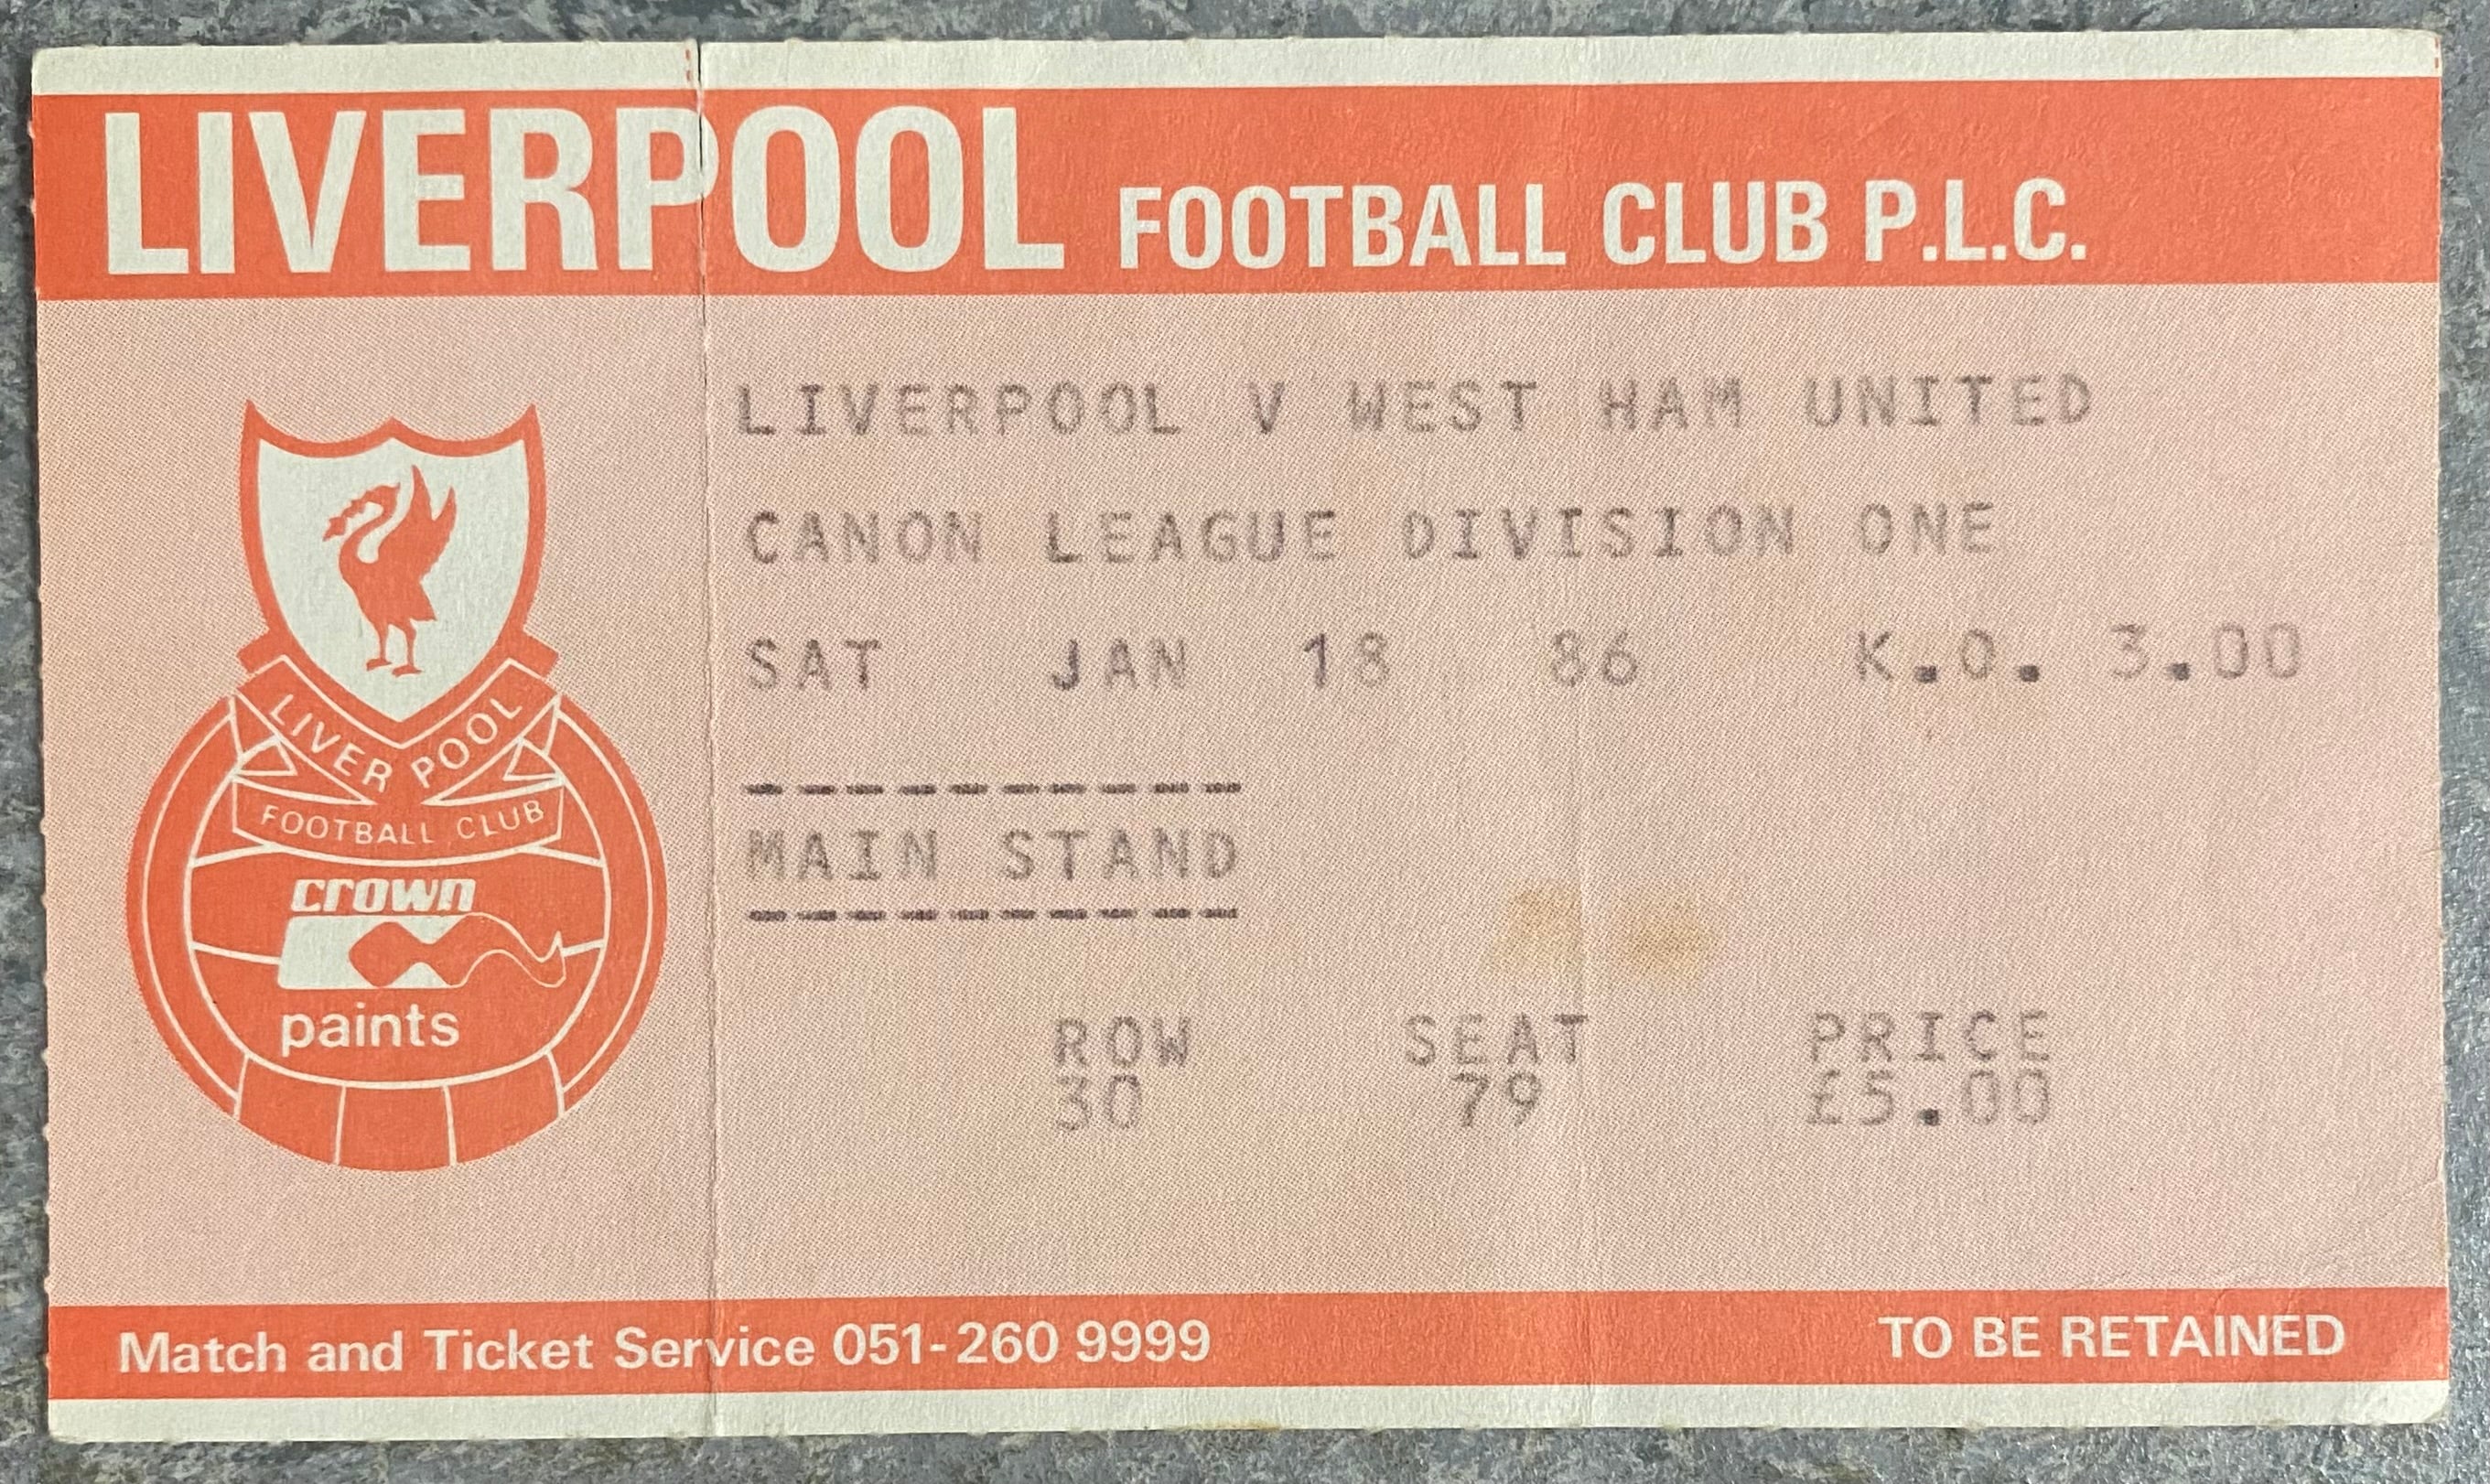 LIVERPOOL FOOTBALL CLUB P.L.C.
LIVERPOOL V WEST HAM UNITED
CANON LEAGUE DIVISION ONE
SAT JAN 18 86 K.O. 3.00
MAIN STAND
ROW SEAT PRICE
30 79 £5.00
LIVERPOOL
FOOTBALL CLUB
crown
paints
Match and Ticket Service 051-260 9999 TO BE RETAINED